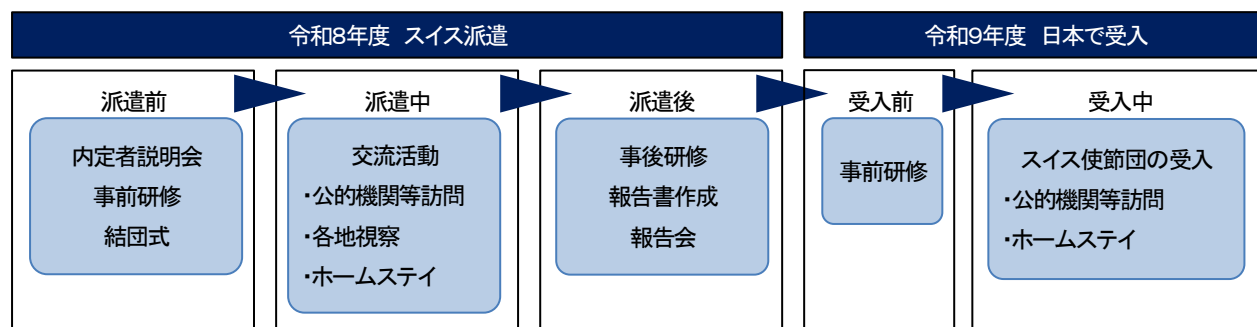 令和8年度 スイス派遣
令和9年度 日本で受入
派遣前
内定者説明会
事前研修
結団式
派遣中
交流活動
・公的機関等訪問
・各地視察
・ホームステイ
派遣後
事後研修
報告書作成
報告会
受入前
事前研修
受入中
スイス使節団の受入
・公的機関等訪問
・ホームステイ